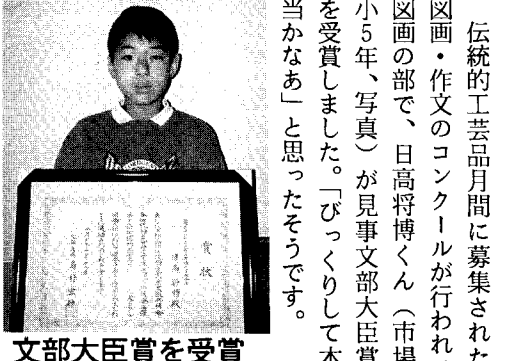 伝統的工芸品月間に募集された
図画・作文のコンクールが行われ、
図画の部で、日高将博くん（市場
小5年、写真）が見事文部大臣賞
を受賞しました。「びっくりして本
当かなあ」と思ったそうです。
賞状
文部大臣賞を受賞